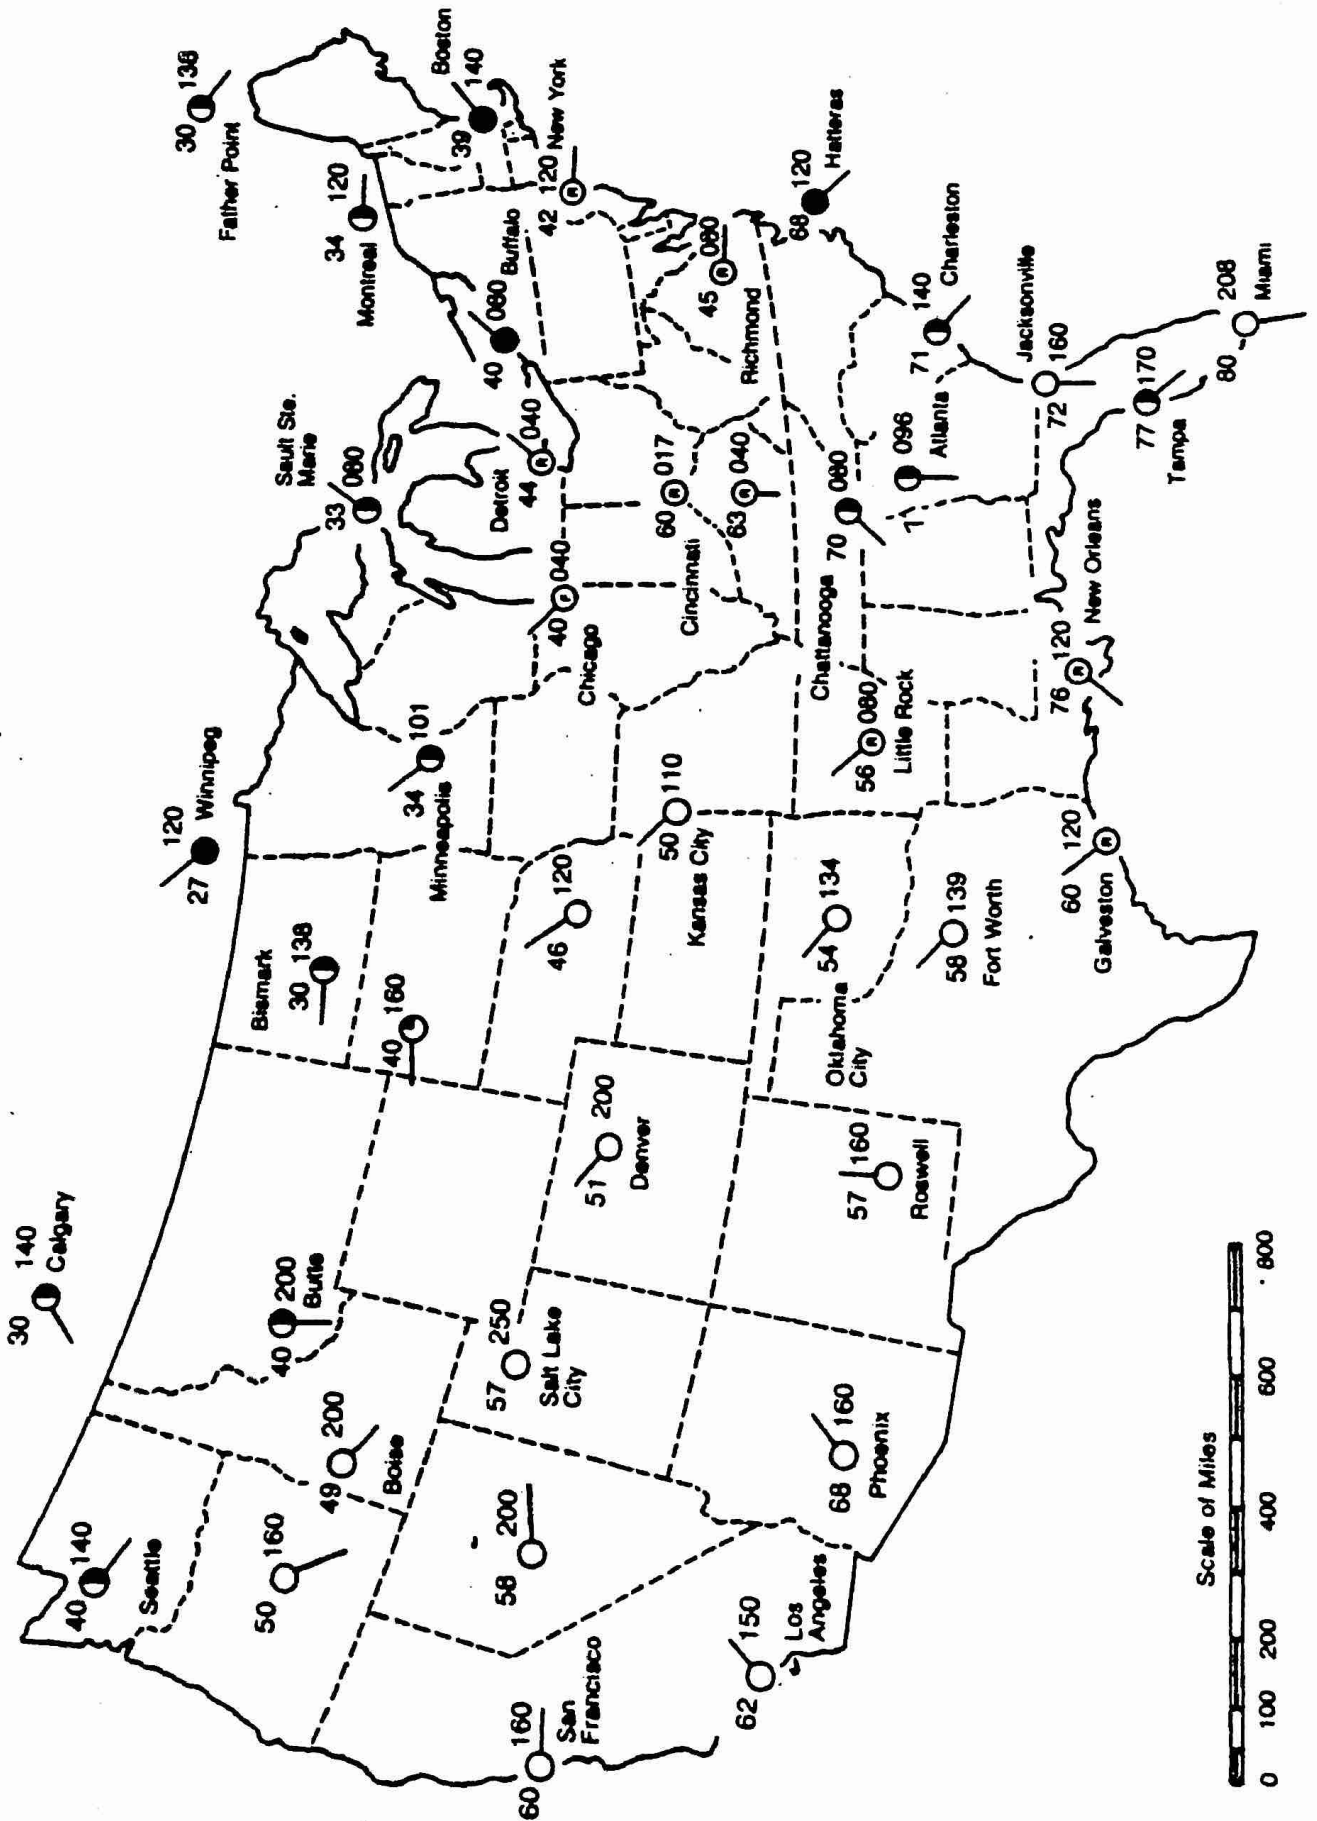 30 140
Calgary
120
27 Winnipeg
30 138
Father Point
40 140
Seattle
40 200
Butte
Bismark
30 138
Sault Ste.
Marie
33 080
34 120
Montreal
50 160
49 200
Boise
40 160
34 101
Minneapolis
Detroit
44 040
40 080
Buffalo
39 140
Boston
58 200
57 250
Salt Lake
City
46 120
40 040
Chicago
42 120
New York
60 160
San
Francisco
51 200
Denver
50 110
Kansas City
60 017
Cincinnati
63 040
45 080
Richmond
62 150
Los
Angeles
68 160
Phoenix
57 160
Roswell
54 134
Oklahoma
City
56 080
Little Rock
70 080
Chattanooga
096
Atlanta
68 120
Hatteras
71 140
Charleston
58 139
Fort Worth
60 120
Galveston
76 120
New Orleans
72 160
Jacksonville
77 170
Tampa
80 208
Miami
Scale of Miles
0 100 200 400 600 800